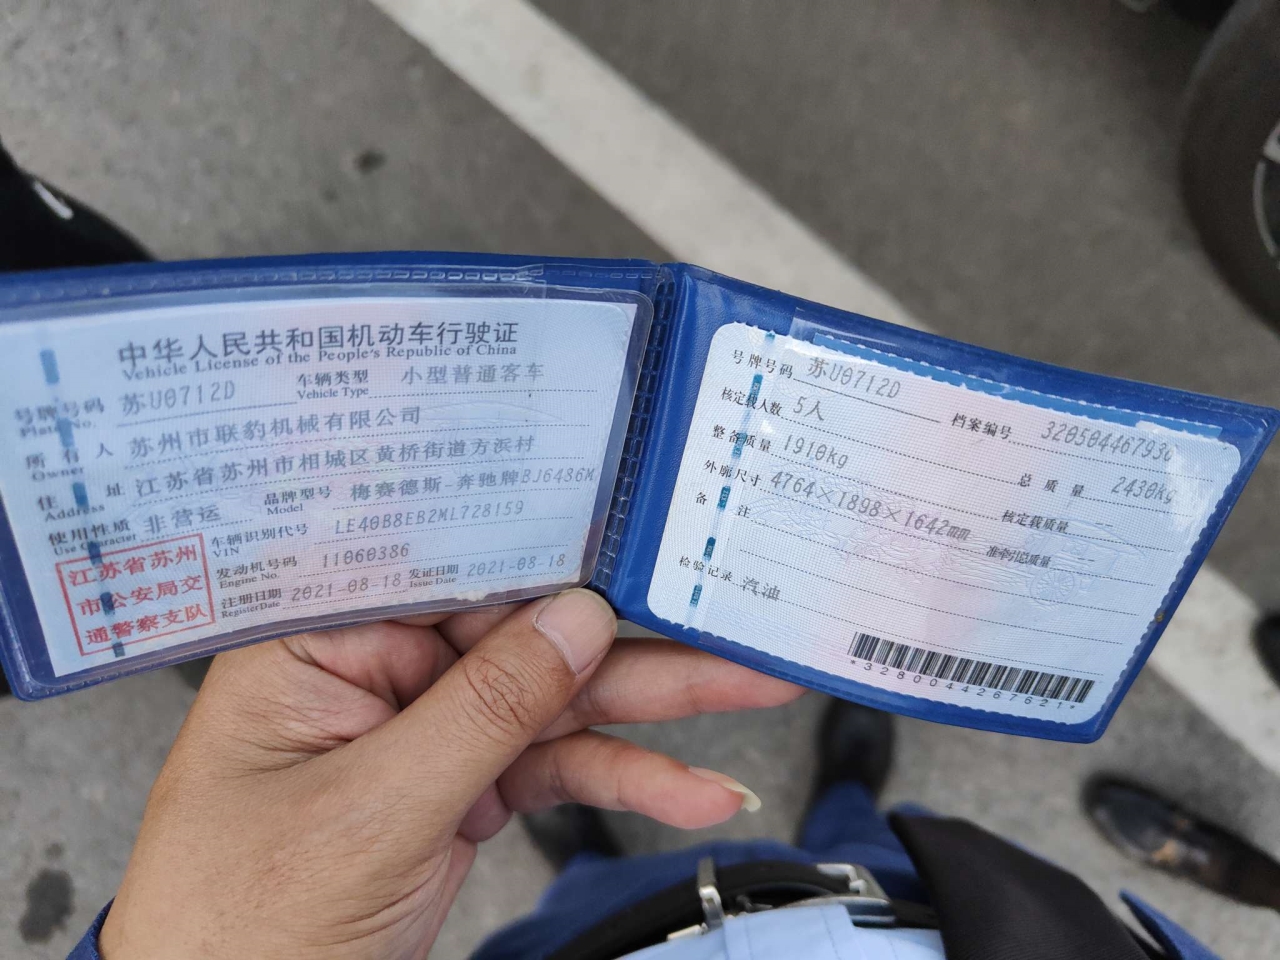 中华人民共和国机动车行驶证
Vehicle License of the People's Republic of China
号牌号码 苏U0712D 车辆类型 小型普通客车
Plate No. Vehicle Type
所有人 苏州市联豹机械有限公司
Owner
住址 江苏省苏州市相城区黄桥街道方浜村
Address
使用性质 非营运 品牌型号 梅赛德斯-奔驰牌BJ6486M
Use Character Model
车辆识别代号 LE40B8EB2ML728159
VIN
发动机号码 11060386
Engine No.
注册日期 2021-08-18 发证日期 2021-08-18
Register Date Issue Date
江苏省苏州
市公安局交
通警察支队
号牌号码 苏U0712D 档案编号 320504467930
核定载人数 5人 总质量 2430kg
整备质量 1910kg 核定载质量 --
外廓尺寸 4764×1898×1642mm 准牵引总质量 --
备注
检验记录 汽油
*3280044267621*